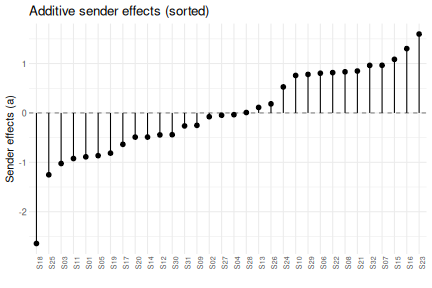 Additive sender effects (sorted)
Sender effects (a)
1
0
-1
-2
S18 S25 S03 S11 S01 S05 S19 S17 S20 S14 S12 S30 S31 S09 S02 S27 S04 S28 S13 S26 S24 S10 S29 S06 S22 S08 S21 S32 S07 S15 S16 S23